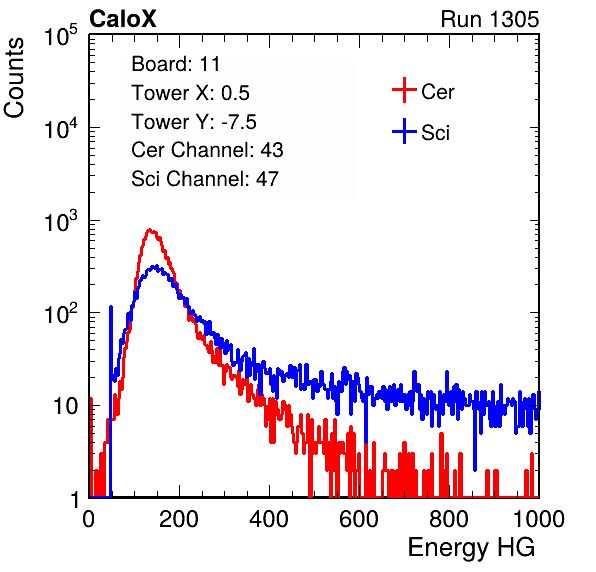 CaloX Run 1305
Counts
10^5
10^4
10^3
10^2
10
1
Board: 11
Tower X: 0.5
Tower Y: -7.5
Cer Channel: 43
Sci Channel: 47
Cer
Sci
0 200 400 600 800 1000
Energy HG